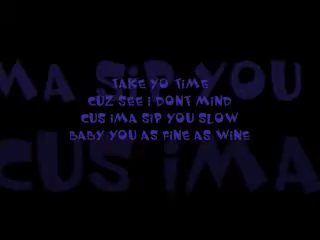 MA SIP YOU
TAKE YO TIME
CUZ SEE I DONT MIND
CUS IMA SIP YOU SLOW
BABY YOU AS FINE AS WINE
CUS IMA